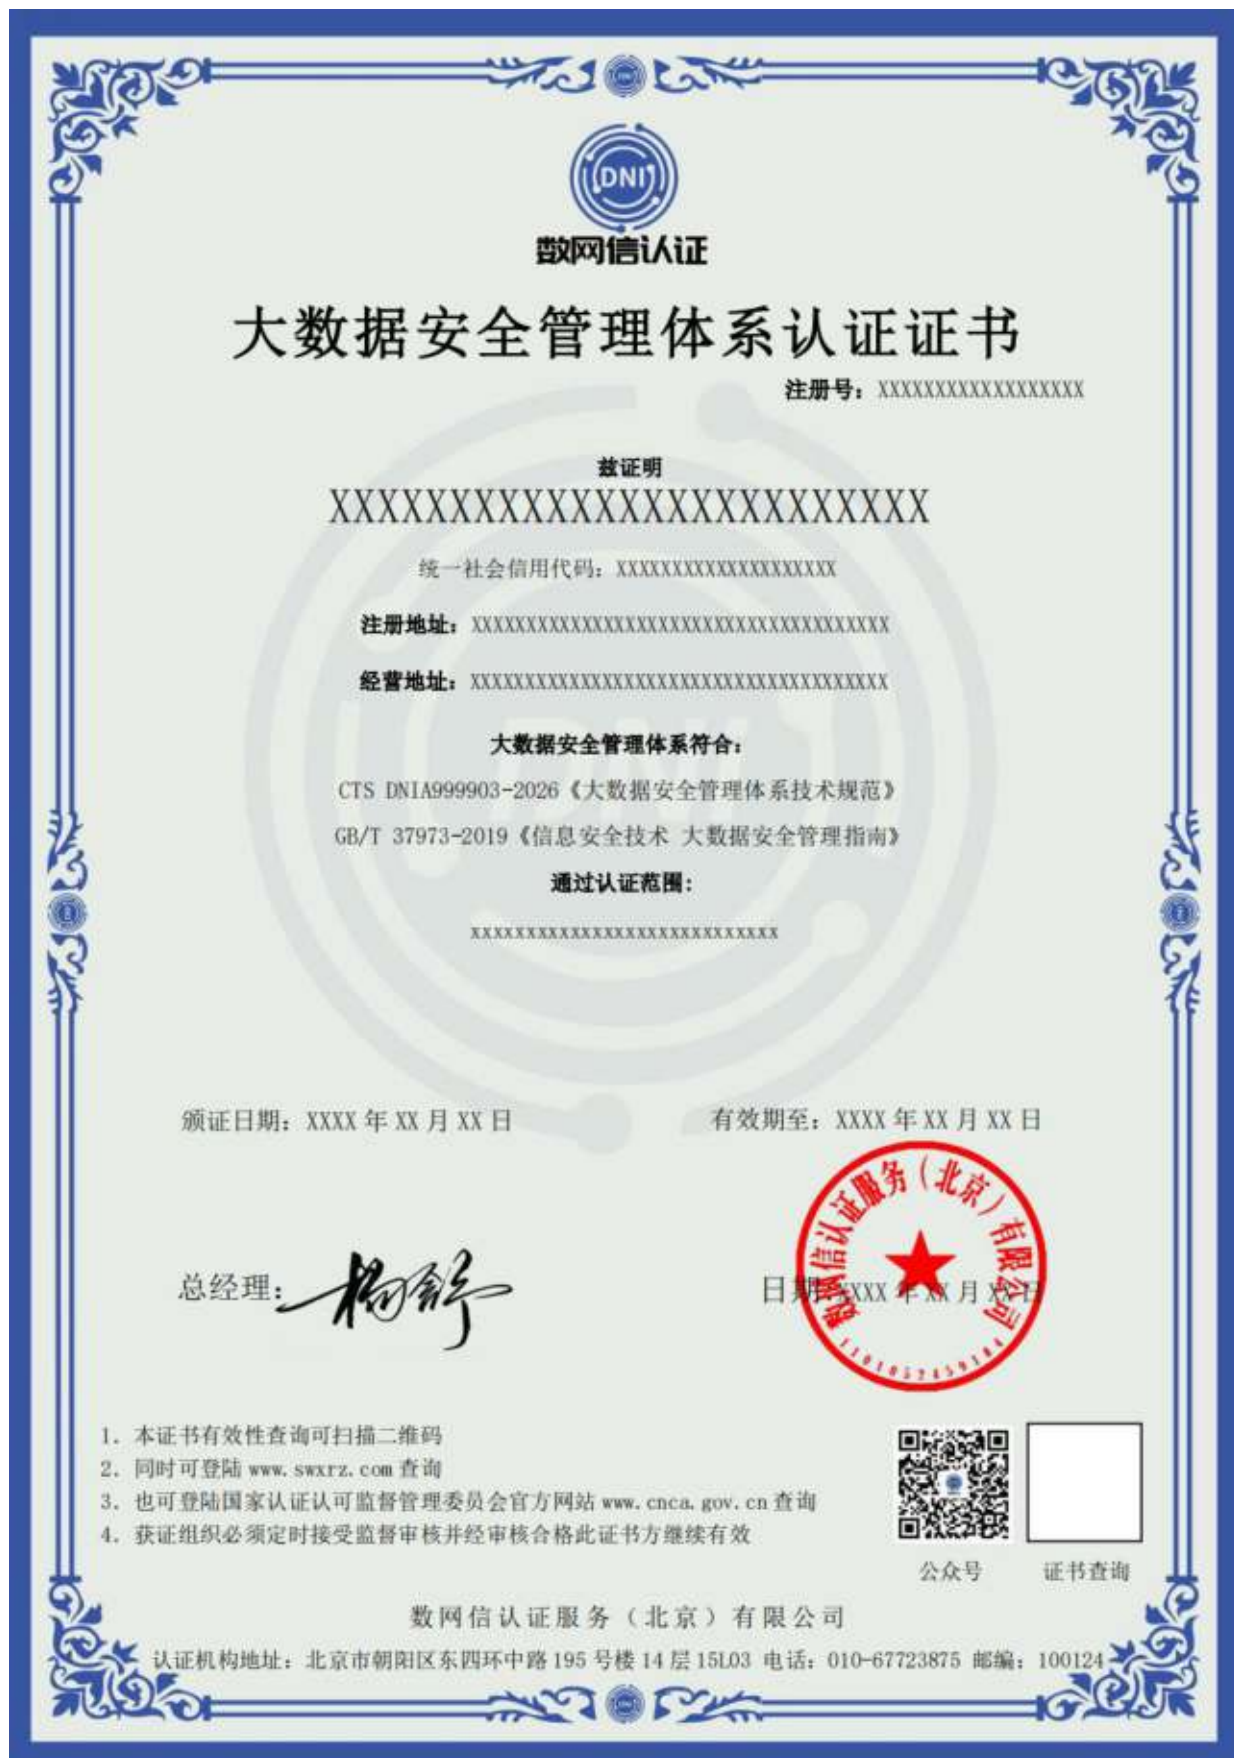 DNI
数网信认证
大数据安全管理体系认证证书
注册号：XXXXXXXXXXXXXXXXXX
兹证明
XXXXXXXXXXXXXXXXXXXXXXXXX
统一社会信用代码：XXXXXXXXXXXXXXXXXXXX
注册地址：XXXXXXXXXXXXXXXXXXXXXXXXXXXXXXXXXXXXXX
经营地址：XXXXXXXXXXXXXXXXXXXXXXXXXXXXXXXXXXXXXX
大数据安全管理体系符合：
CTS DNIA999903-2026《大数据安全管理体系技术规范》
GB/T 37973-2019《信息安全技术 大数据安全管理指南》
通过认证范围：
XXXXXXXXXXXXXXXXXXXXXXXXXXXX
颁证日期：XXXX 年 XX 月 XX 日
有效期至：XXXX 年 XX 月 XX 日
总经理：杨舒
日期 XXXX 年 XX 月 XX 日
数网信认证服务（北京）有限公司
1101052459184
1. 本证书有效性查询可扫描二维码
2. 同时可登陆 www.swxrz.com 查询
3. 也可登陆国家认证认可监督管理委员会官方网站 www.cnca.gov.cn 查询
4. 获证组织必须定时接受监督审核并经审核合格此证书方继续有效
公众号
证书查询
数网信认证服务（北京）有限公司
认证机构地址：北京市朝阳区东四环中路 195 号楼 14 层 15L03 电话：010-67723875 邮编：100124